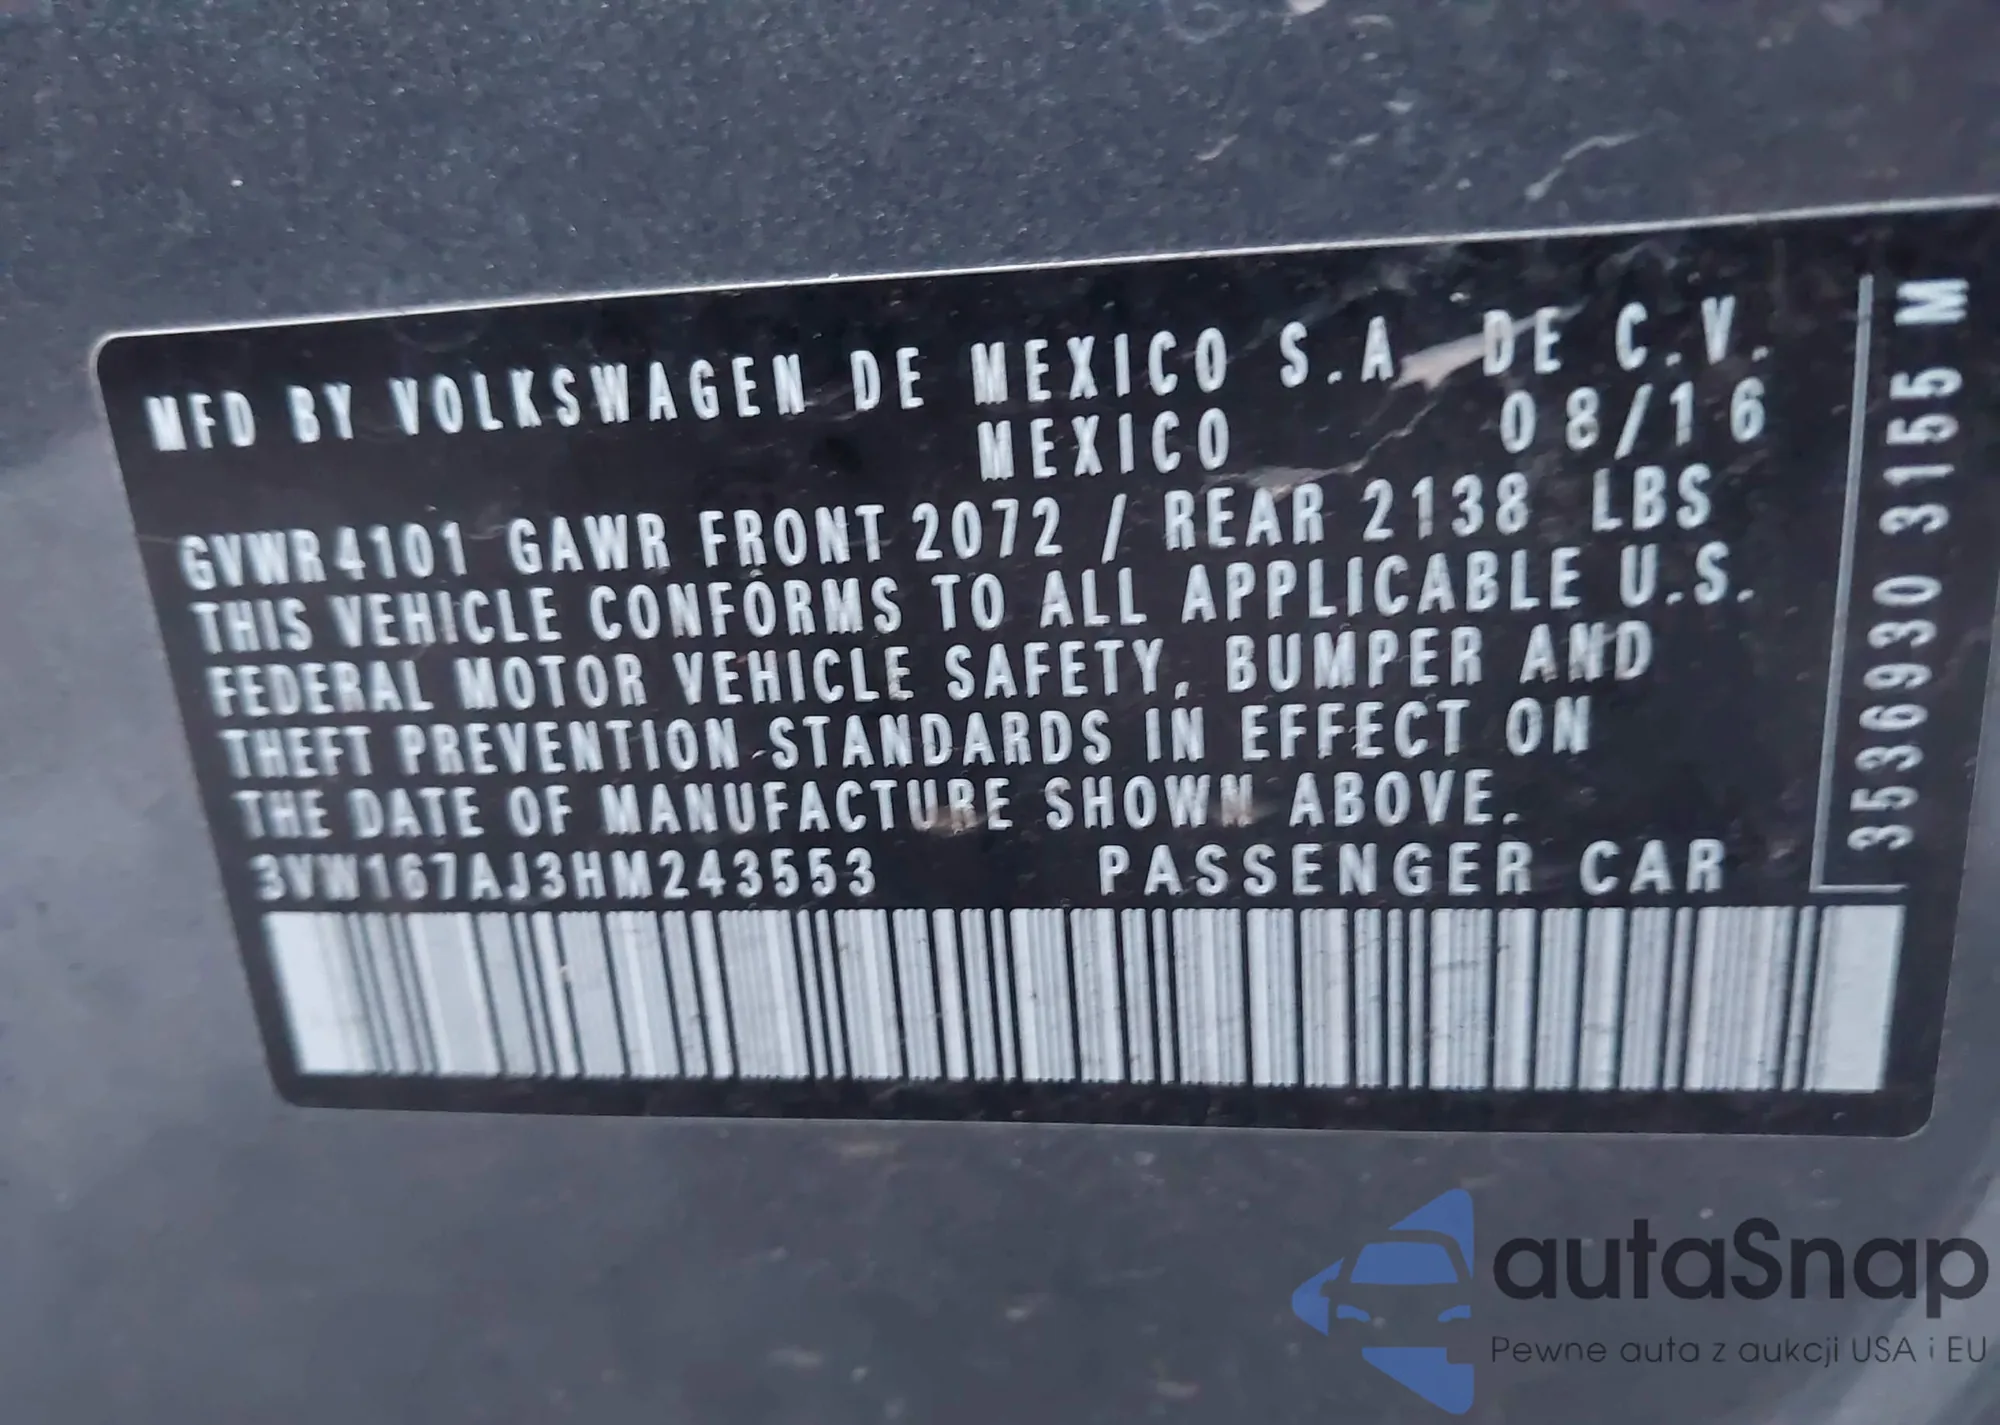 MFD BY VOLKSWAGEN DE MEXICO S.A. DE C.V.
MEXICO 08/16
GVWR 4101 GAWR FRONT 2072 / REAR 2138 LBS
THIS VEHICLE CONFORMS TO ALL APPLICABLE U.S.
FEDERAL MOTOR VEHICLE SAFETY, BUMPER AND
THEFT PREVENTION STANDARDS IN EFFECT ON
THE DATE OF MANUFACTURE SHOWN ABOVE.
3VW167AJ3HM243553 PASSENGER CAR
3536930 3155 M
autaSnap
Pewne auta z aukcji USA i EU